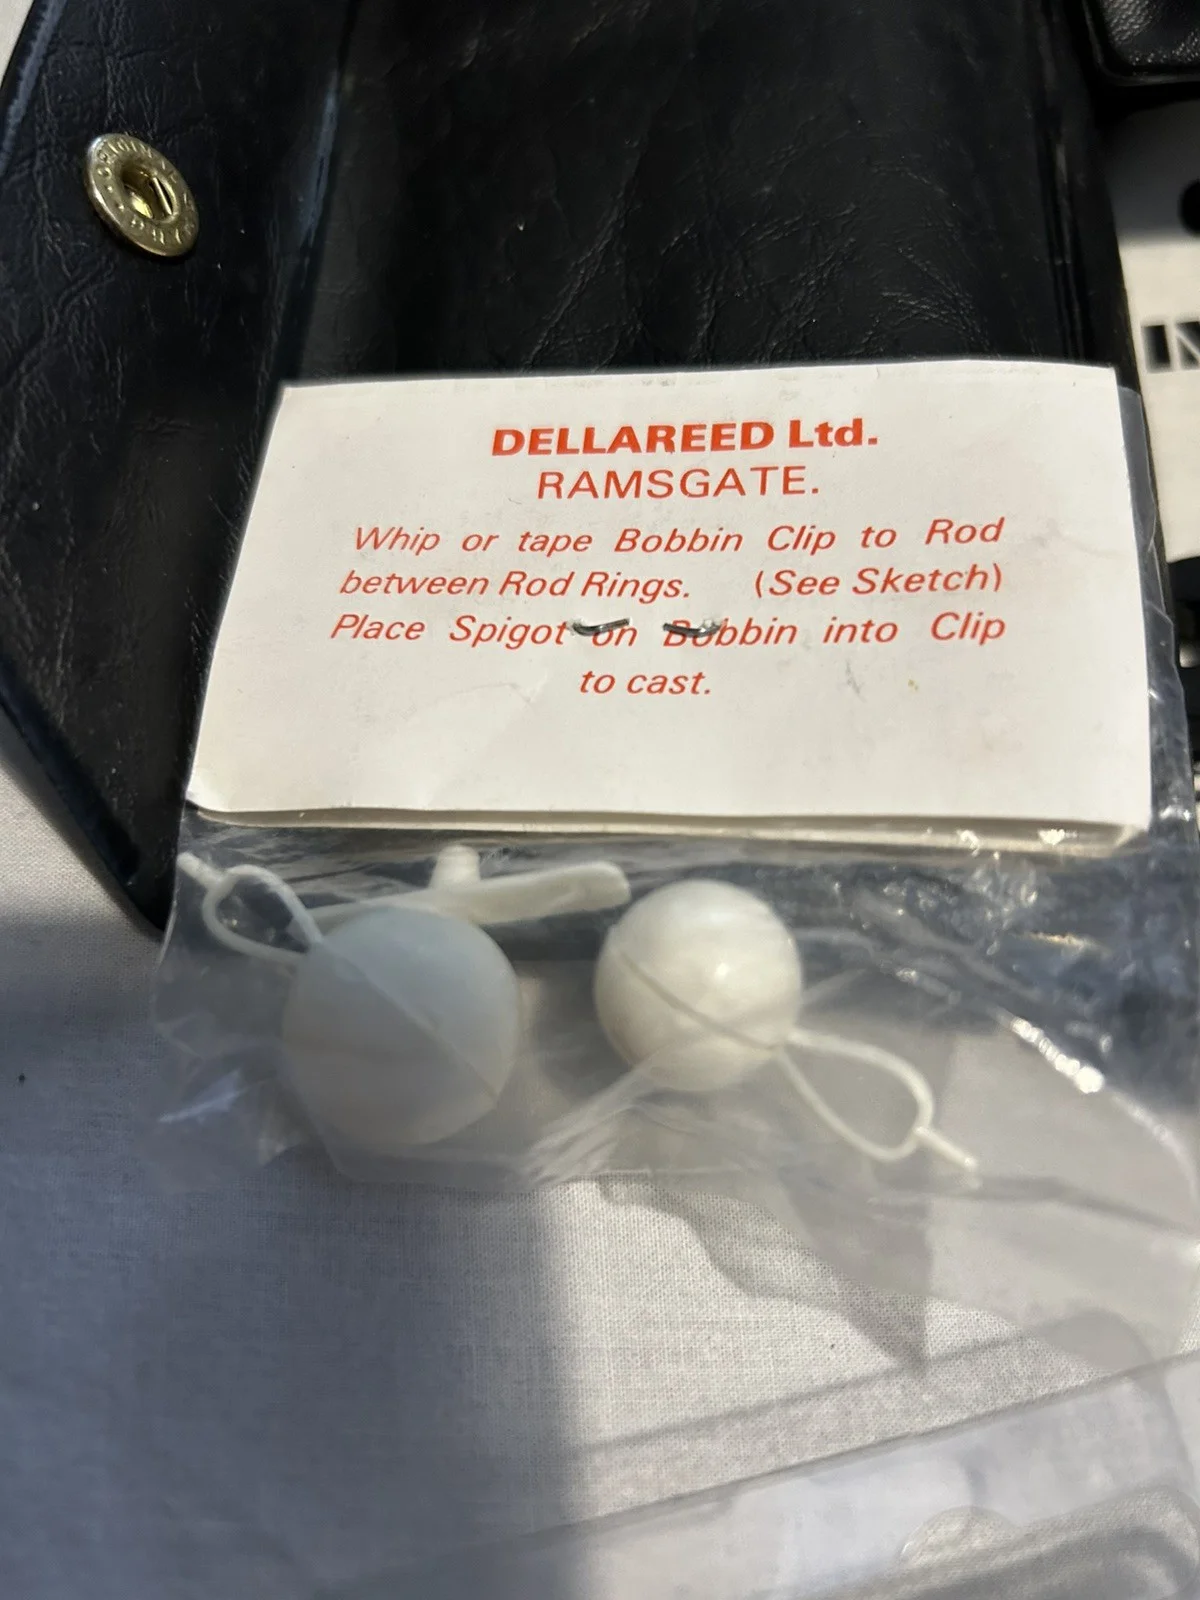 DELLAREED Ltd.
RAMSGATE.
Whip or tape Bobbin Clip to Rod
between Rod Rings. (See Sketch)
Place Spigot on Bobbin into Clip
to cast.